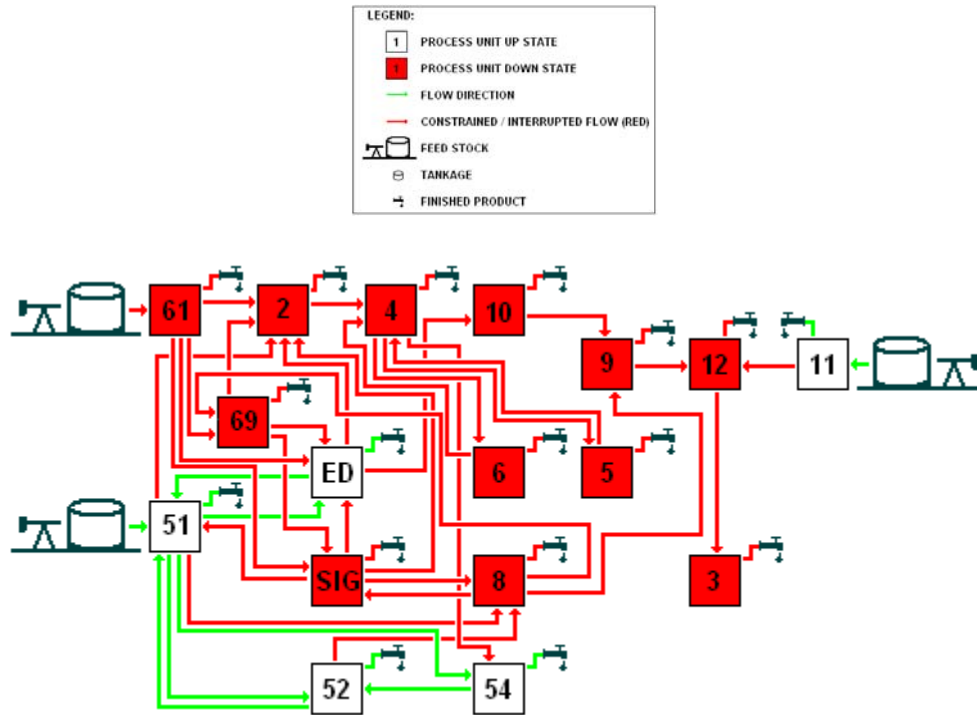 LEGEND:
1 PROCESS UNIT UP STATE
1 PROCESS UNIT DOWN STATE
FLOW DIRECTION
CONSTRAINED / INTERRUPTED FLOW (RED)
FEED STOCK
TANKAGE
FINISHED PRODUCT
61
2
4
10
9
12
11
69
ED
6
5
51
SIG
8
3
52
54